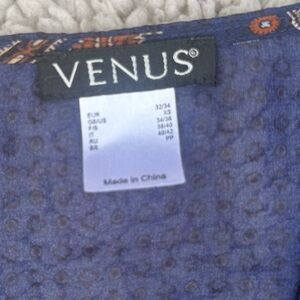 VENUS®
EUR 32/34
GB/US XS
F/B 34/36
IT 38/40
RU 40/42
BR PP
Made in China